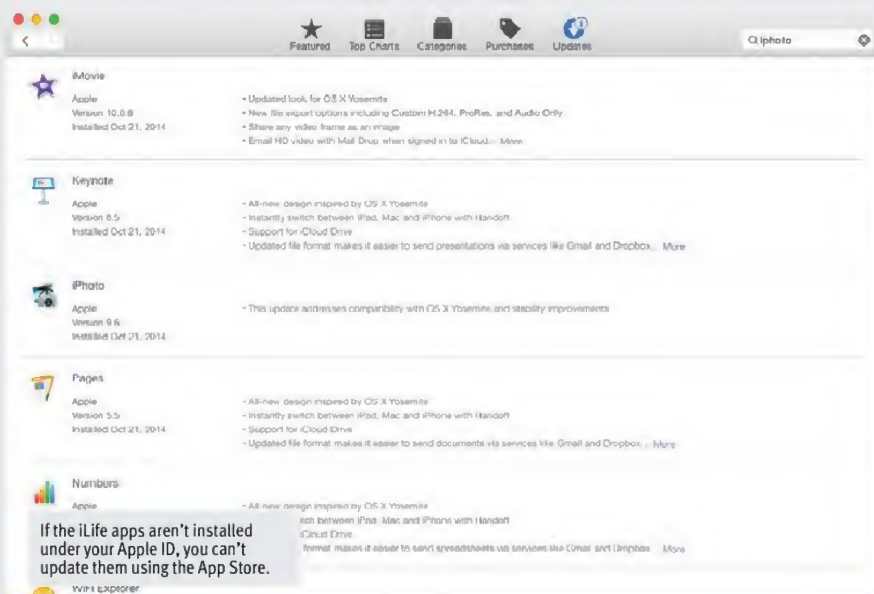 Featured Top Charts Categories Purchases Updates
iphoto
iMovie
Apple
Version 10.0.6
Installed Oct 21, 2014
- Updated look for OS X Yosemite
- New file export options including Custom H.264, ProRes, and Audio Only
- Share any video frame as an image
- Email HD video with Mail Drop when signed in to iCloud... More
Keynote
Apple
Version 6.5
Installed Oct 21, 2014
- All-new design inspired by OS X Yosemite
- Instantly switch between iPad, Mac and iPhone with Handoff
- Support for iCloud Drive
- Updated file format makes it easier to send presentations via services like Gmail and Dropbox... More
iPhoto
Apple
Version 9.6
Installed Oct 21, 2014
- This update addresses compatibility with OS X Yosemite and stability improvements
Pages
Apple
Version 5.5
Installed Oct 21, 2014
- All-new design inspired by OS X Yosemite
- Instantly switch between iPad, Mac and iPhone with Handoff
- Support for iCloud Drive
- Updated file format makes it easier to send documents via services like Gmail and Dropbox... More
Numbers
Apple
- All-new design inspired by OS X Yosemite
between iPad, Mac and iPhone with Handoff
iCloud Drive
format makes it easier to send spreadsheets via services like Gmail and Dropbox... More
If the iLife apps aren't installed
under your Apple ID, you can't
update them using the App Store.
WiFi Explorer